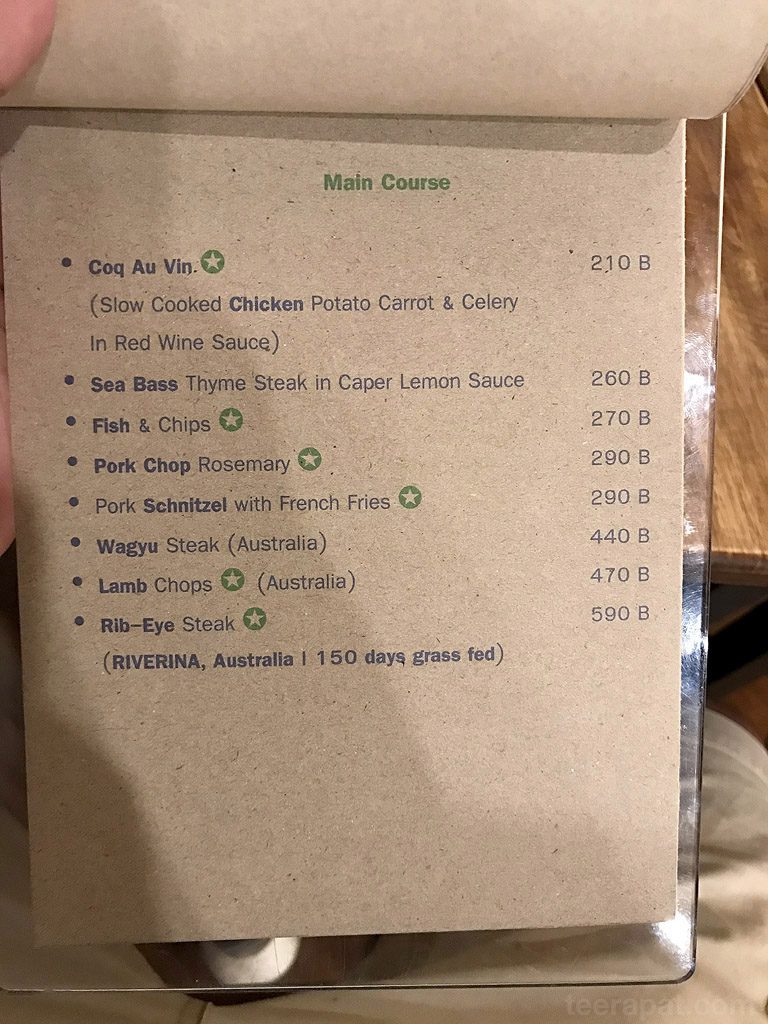 Main Course
• Coq Au Vin 210 B
(Slow Cooked Chicken Potato Carrot & Celery
In Red Wine Sauce)
• Sea Bass Thyme Steak in Caper Lemon Sauce 260 B
• Fish & Chips 270 B
• Pork Chop Rosemary 290 B
• Pork Schnitzel with French Fries 290 B
• Wagyu Steak (Australia) 440 B
• Lamb Chops (Australia) 470 B
• Rib-Eye Steak 590 B
(RIVERINA, Australia | 150 days grass fed)
teerapat.com